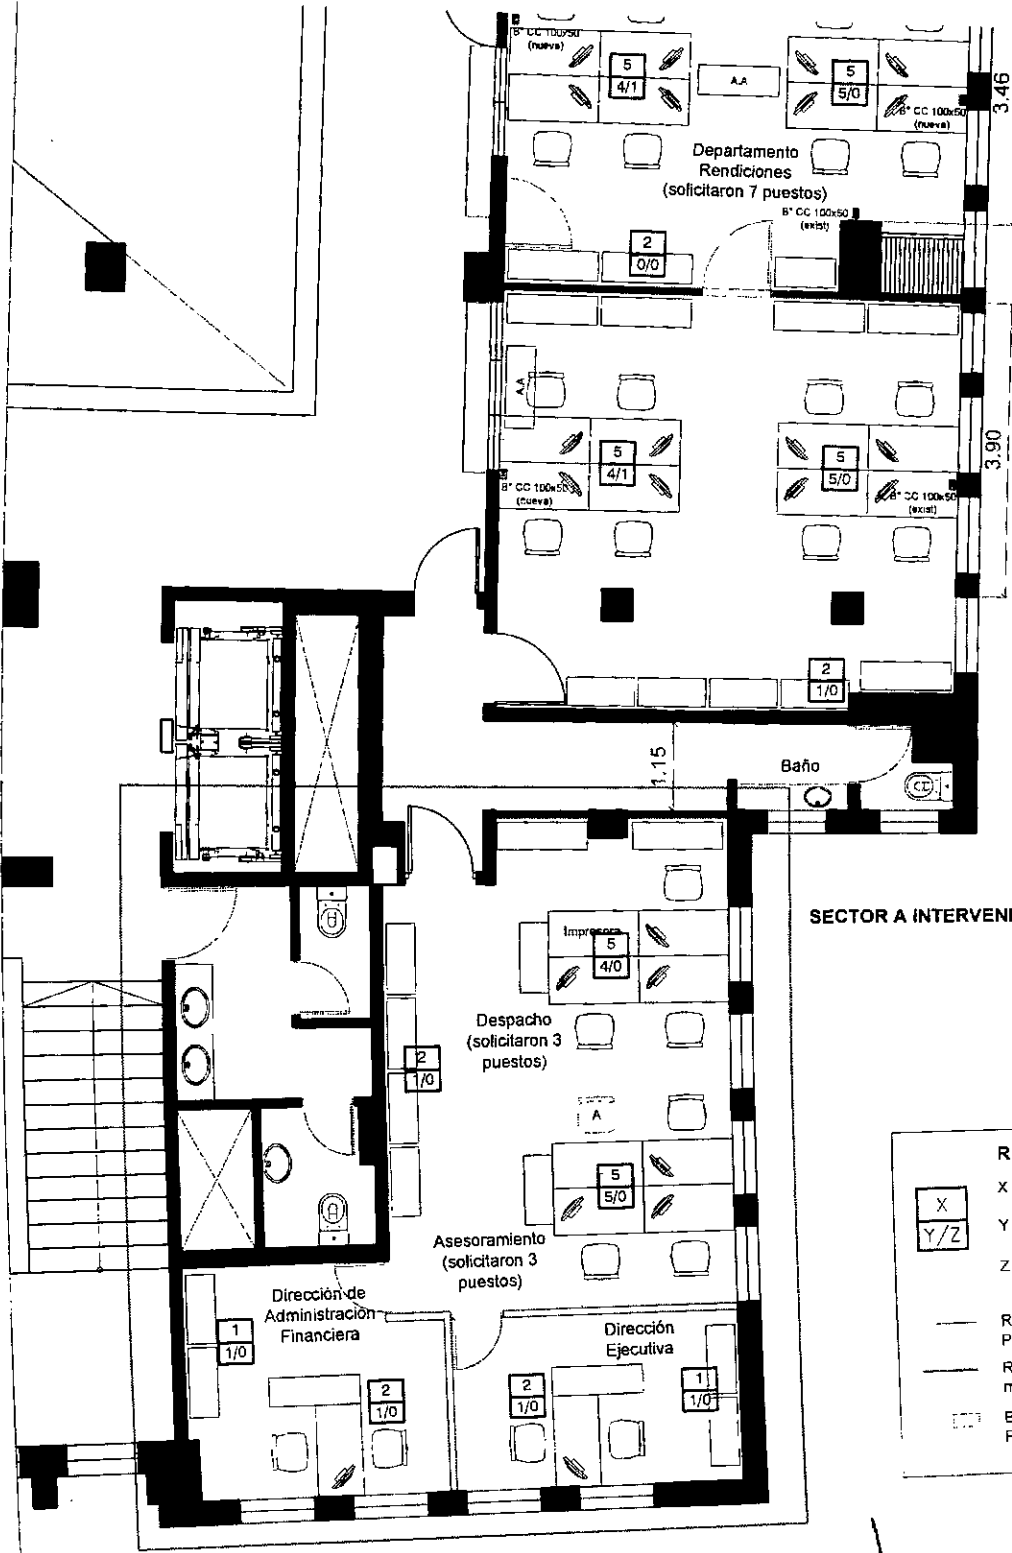 B° CC 100x50
(nueva)
5
4/1
A.A
5
5/0
B° CC 100x50
(nueva)
3.46
Departamento
Rendiciones
(solicitaron 7 puestos)
B° CC 100x50
(exist)
2
0/0
A.A
3.90
5
4/1
5
5/0
B° CC 100x50
(nueva)
B° CC 100x50
(exist)
2
1/0
1.15
Baño
SECTOR A INTERVENI
Impresora
5
4/0
Despacho
(solicitaron 3
puestos)
2
1/0
A
5
5/0
Asesoramiento
(solicitaron 3
puestos)
R
X
X
Y/Z
Y
Z
Dirección de
Administración
Financiera
1
1/0
Dirección
Ejecutiva
2
1/0
2
1/0
1
1/0
R
P
R
E